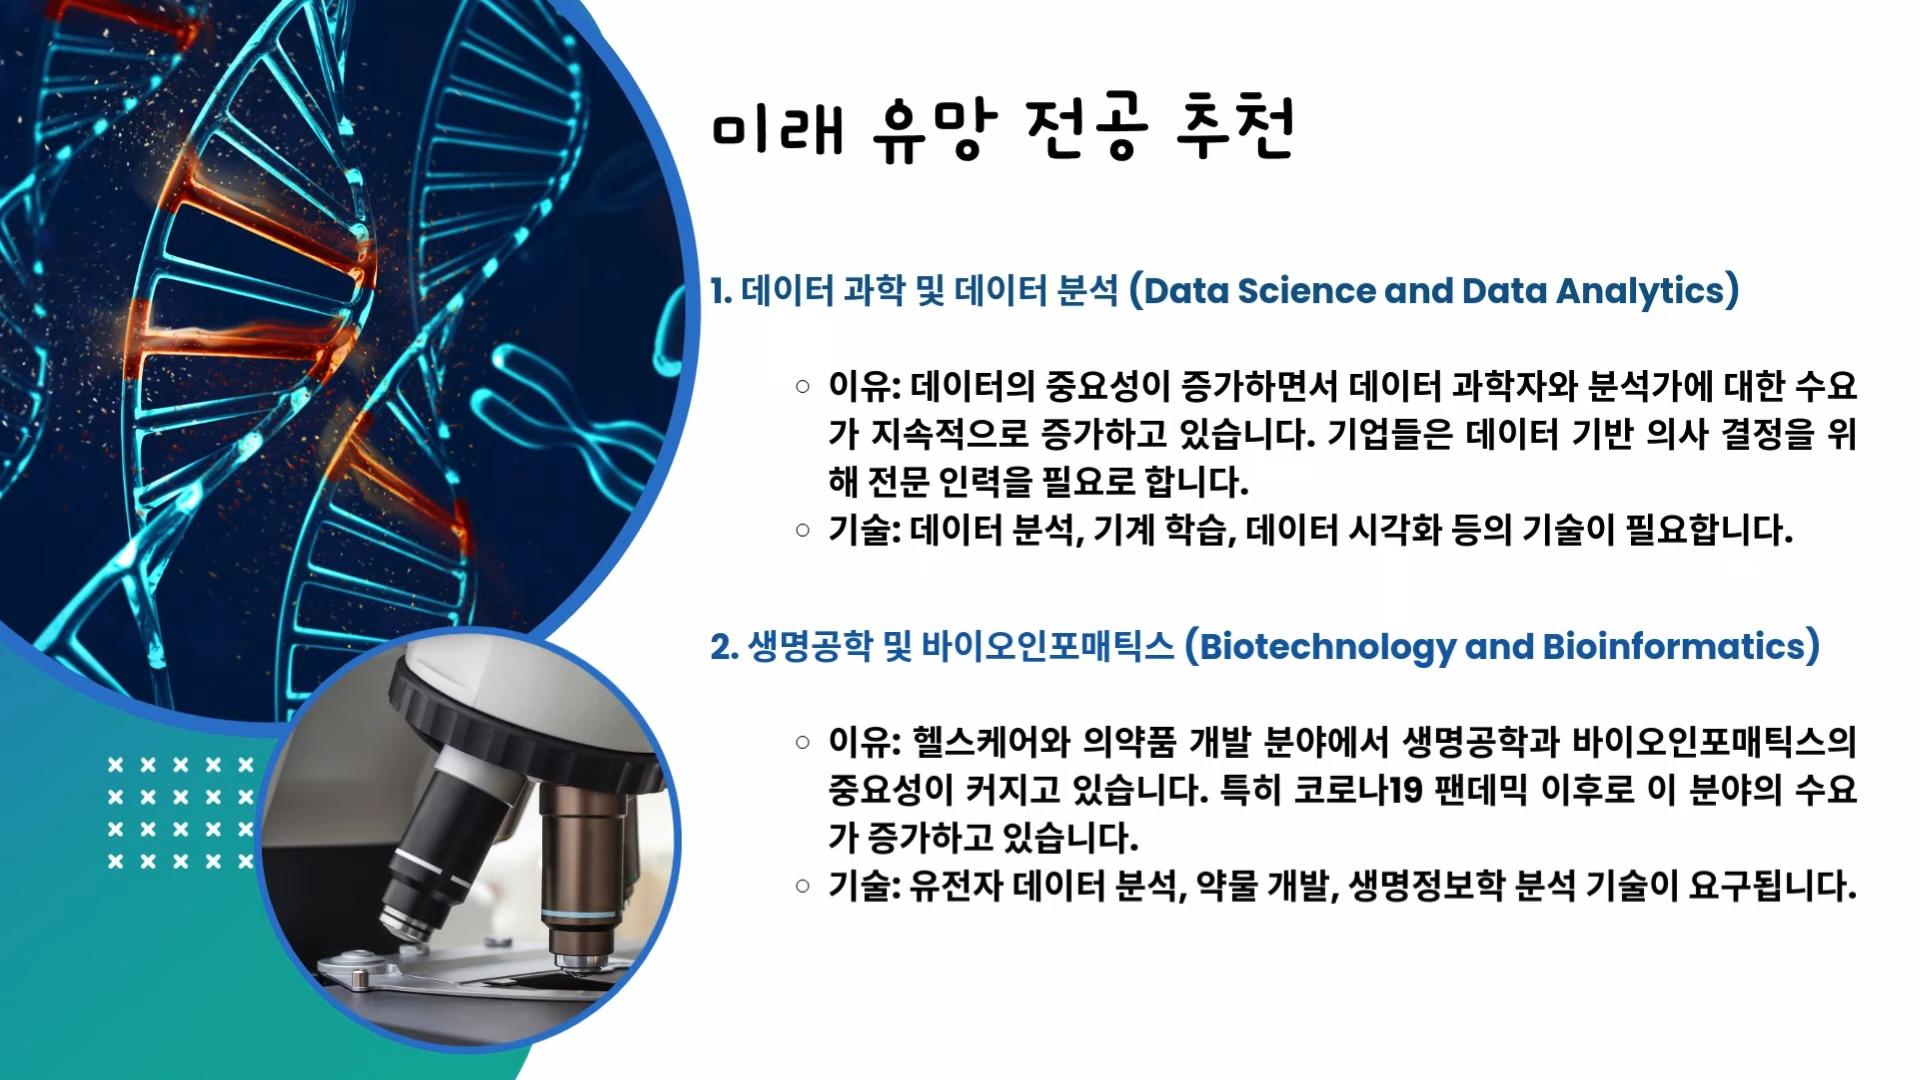 미래 유망 전공 추천
1. 데이터 과학 및 데이터 분석 (Data Science and Data Analytics)
○ 이유: 데이터의 중요성이 증가하면서 데이터 과학자와 분석가에 대한 수요
가 지속적으로 증가하고 있습니다. 기업들은 데이터 기반 의사 결정을 위
해 전문 인력을 필요로 합니다.
○ 기술: 데이터 분석, 기계 학습, 데이터 시각화 등의 기술이 필요합니다.
2. 생명공학 및 바이오인포매틱스 (Biotechnology and Bioinformatics)
○ 이유: 헬스케어와 의약품 개발 분야에서 생명공학과 바이오인포매틱스의
중요성이 커지고 있습니다. 특히 코로나19 팬데믹 이후로 이 분야의 수요
가 증가하고 있습니다.
○ 기술: 유전자 데이터 분석, 약물 개발, 생명정보학 분석 기술이 요구됩니다.